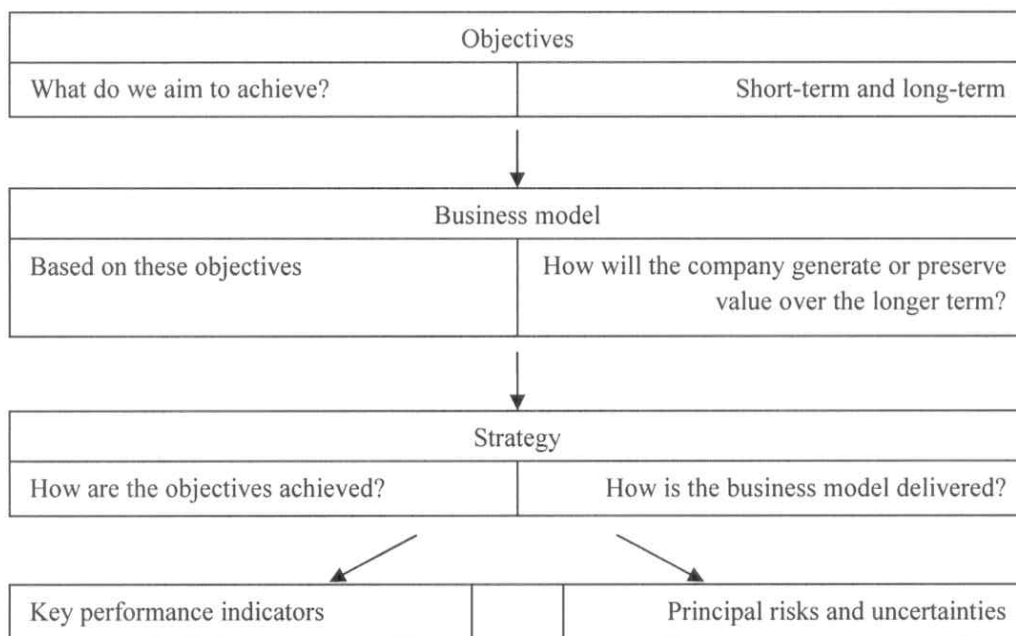 Objectives
What do we aim to achieve?
Short-term and long-term
Business model
Based on these objectives
How will the company generate or preserve
value over the longer term?
Strategy
How are the objectives achieved?
How is the business model delivered?
Key performance indicators
Principal risks and uncertainties